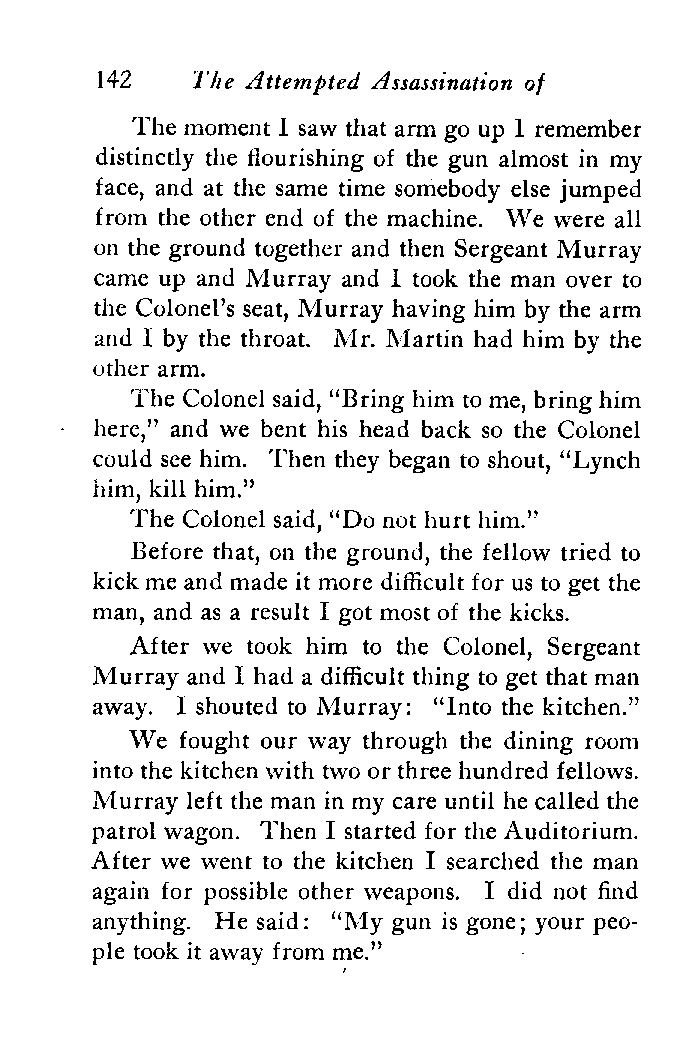 142 The Attempted Assassination of
The moment I saw that arm go up I remember
distinctly the flourishing of the gun almost in my
face, and at the same time somebody else jumped
from the other end of the machine. We were all
on the ground together and then Sergeant Murray
came up and Murray and I took the man over to
the Colonel's seat, Murray having him by the arm
and I by the throat. Mr. Martin had him by the
other arm.
The Colonel said, “Bring him to me, bring him
here,” and we bent his head back so the Colonel
could see him. Then they began to shout, “Lynch
him, kill him.”
The Colonel said, “Do not hurt him.”
Before that, on the ground, the fellow tried to
kick me and made it more difficult for us to get the
man, and as a result I got most of the kicks.
After we took him to the Colonel, Sergeant
Murray and I had a difficult thing to get that man
away. I shouted to Murray: “Into the kitchen.”
We fought our way through the dining room
into the kitchen with two or three hundred fellows.
Murray left the man in my care until he called the
patrol wagon. Then I started for the Auditorium.
After we went to the kitchen I searched the man
again for possible other weapons. I did not find
anything. He said: “My gun is gone; your peo-
ple took it away from me.”